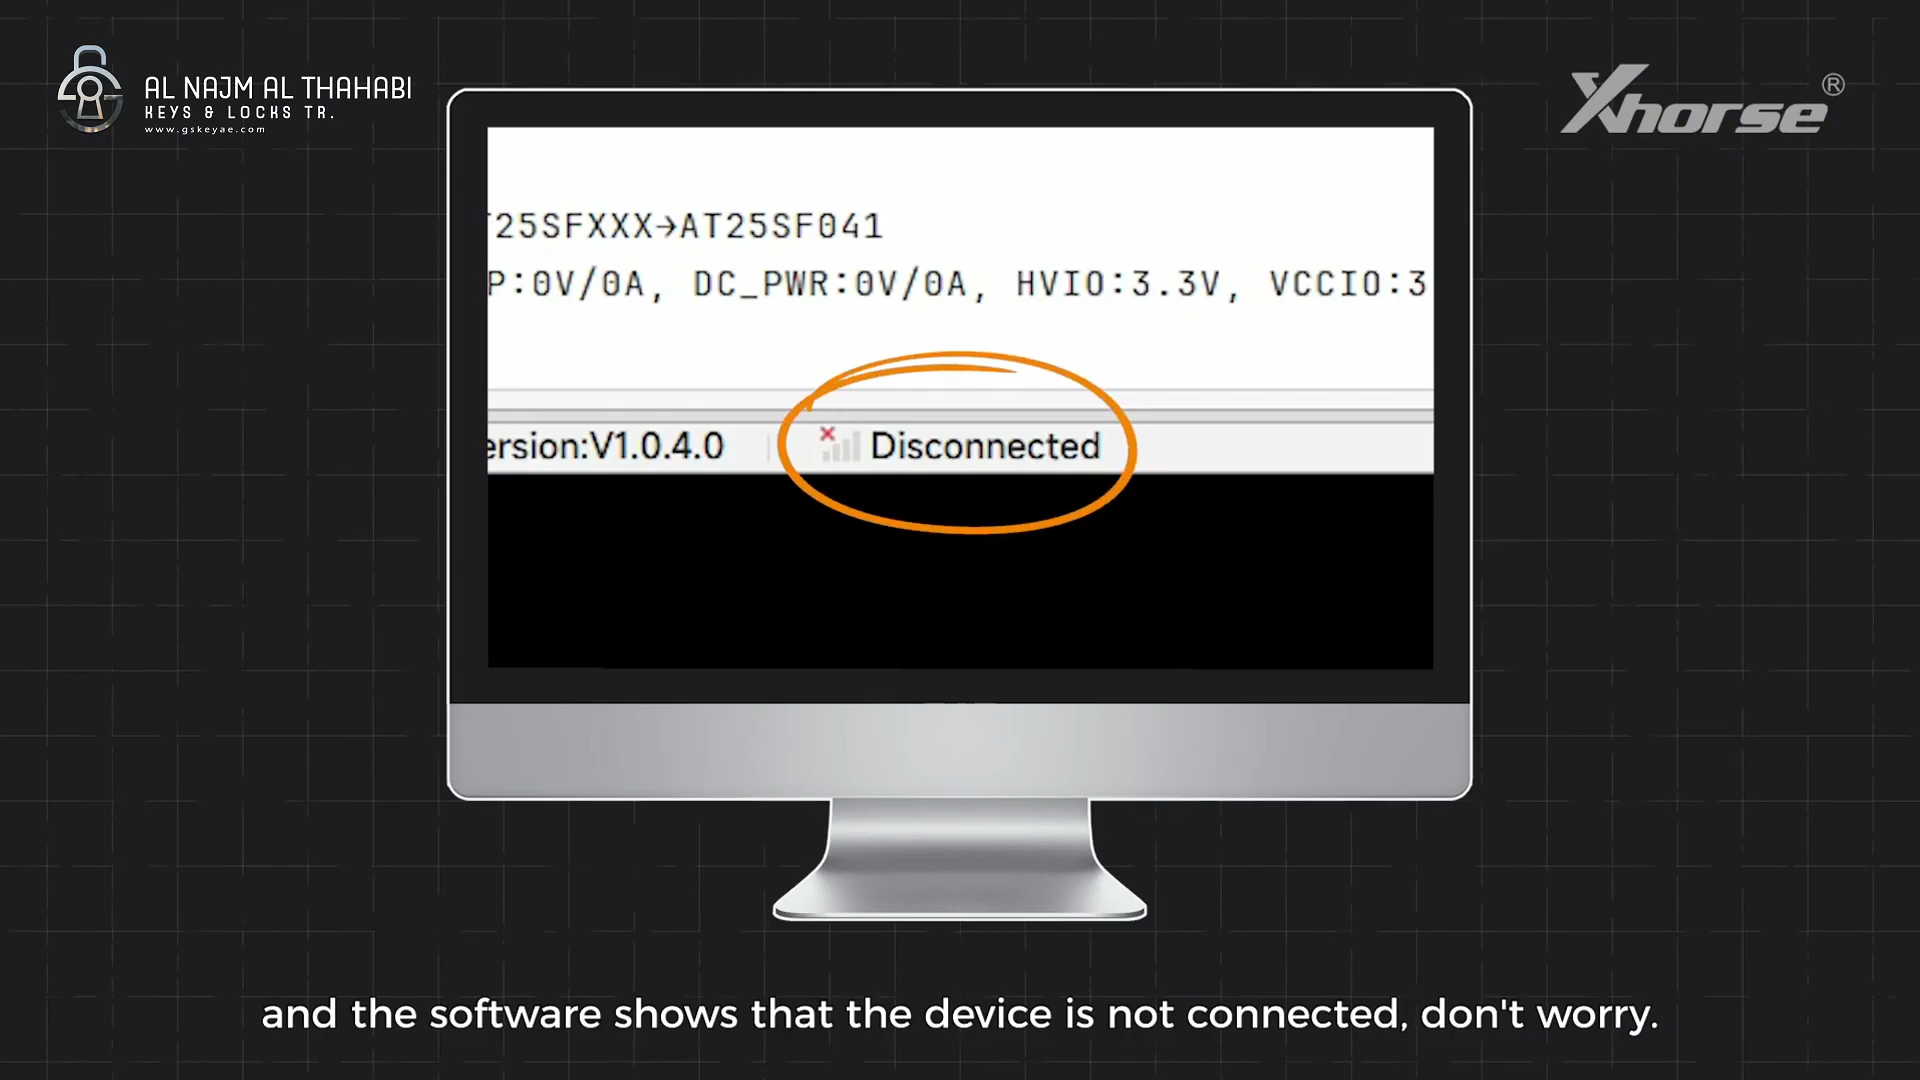 AL NAJM AL THAHABI
KEYS & LOCKS TR.
www.gskeyae.com
Xhorse®
25SFXXX→AT25SF041
P:0V/0A, DC_PWR:0V/0A, HVIO:3.3V, VCCIO:3
ersion:V1.0.4.0
Disconnected
and the software shows that the device is not connected, don't worry.